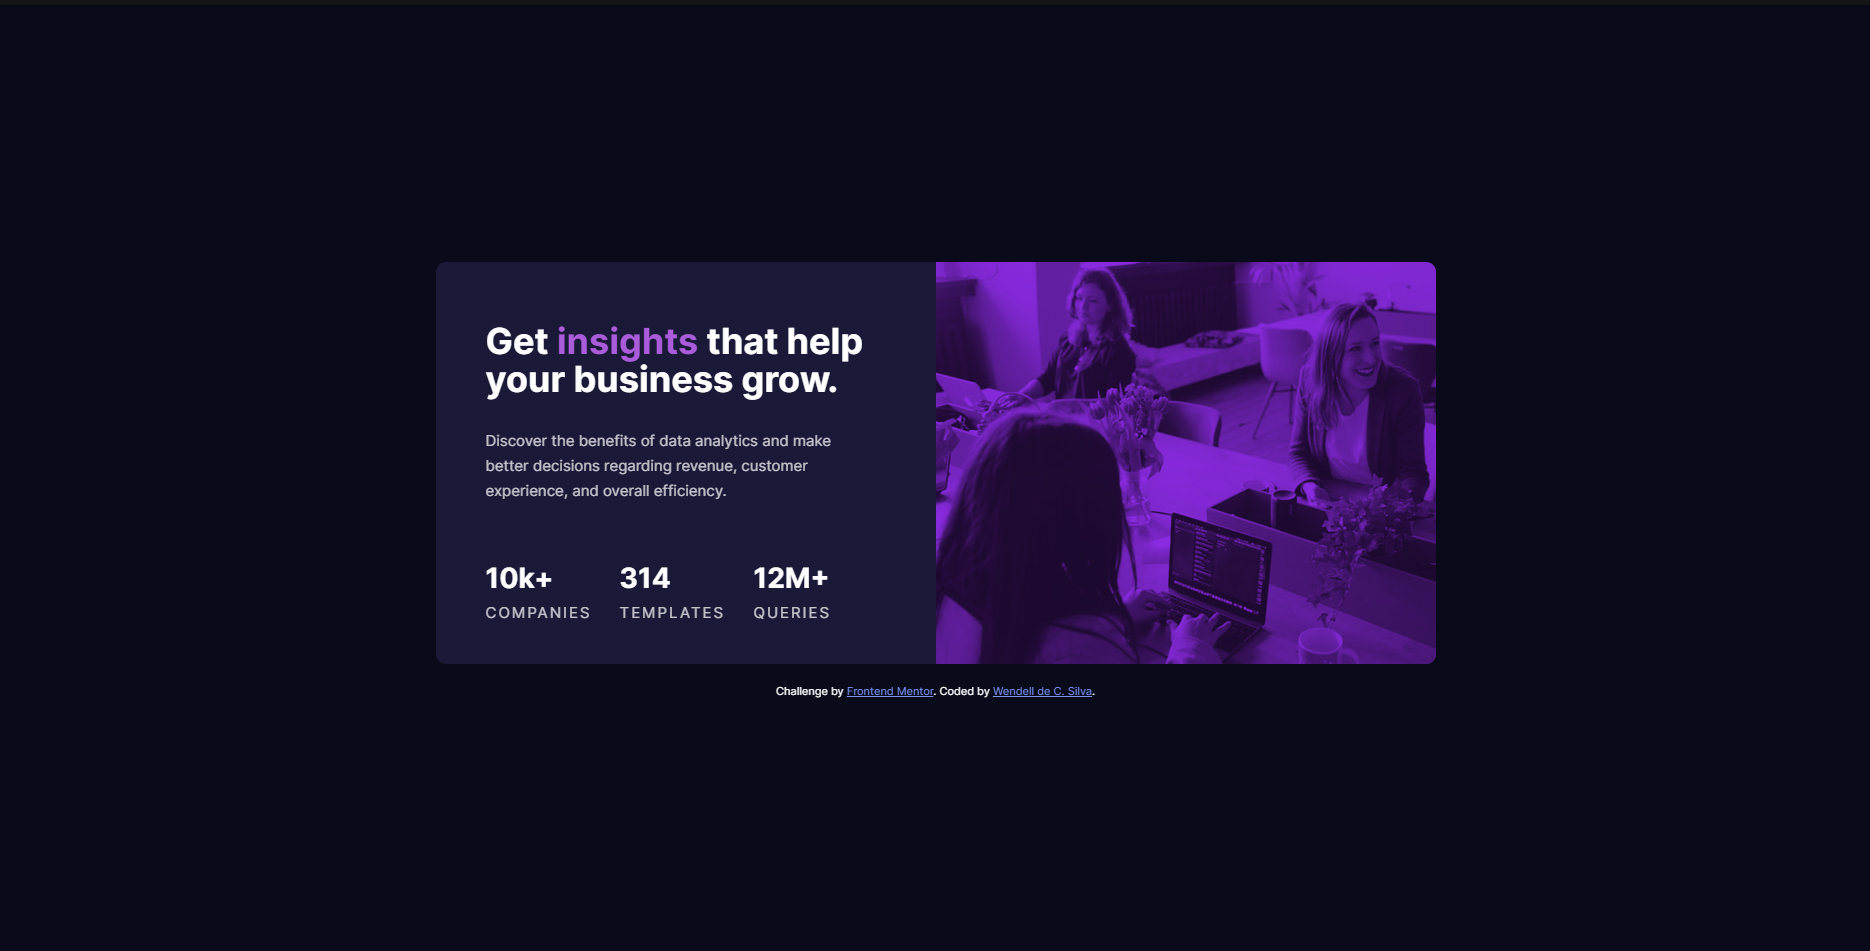 Get insights that help
your business grow.
Discover the benefits of data analytics and make
better decisions regarding revenue, customer
experience, and overall efficiency.
10k+ 314 12M+
COMPANIES TEMPLATES QUERIES
Challenge by Frontend Mentor. Coded by Wendell de C. Silva.